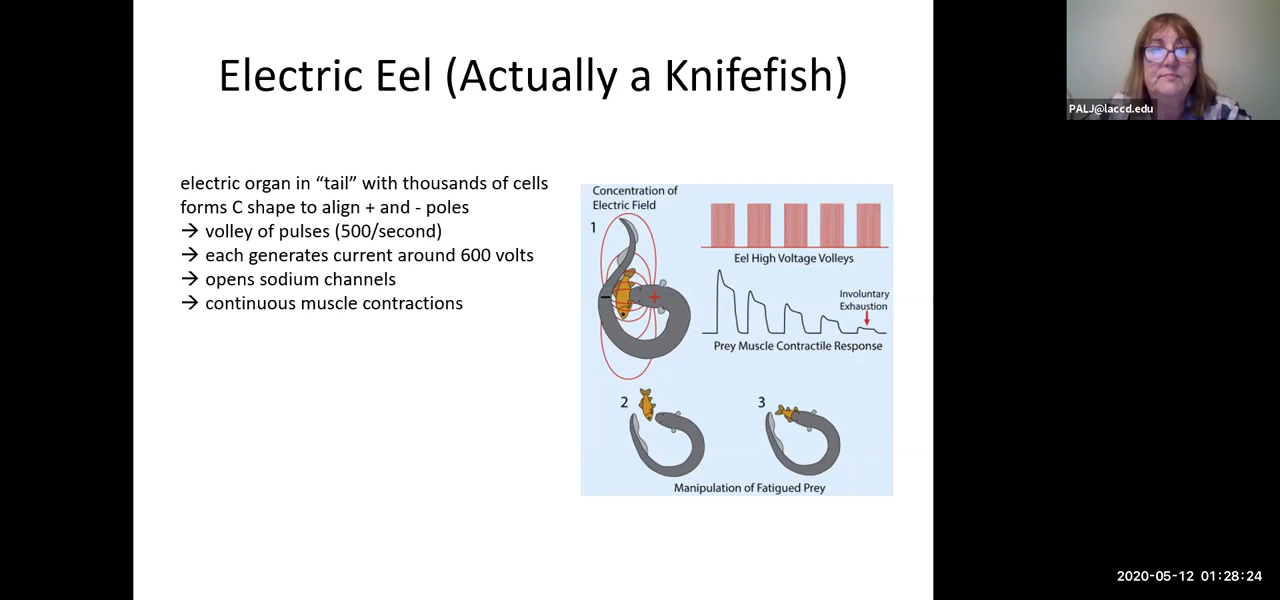 Electric Eel (Actually a Knifefish)
PALJ@laccd.edu
electric organ in “tail” with thousands of cells
forms C shape to align + and - poles
→ volley of pulses (500/second)
→ each generates current around 600 volts
→ opens sodium channels
→ continuous muscle contractions
Concentration of
Electric Field
1
− +
Eel High Voltage Volleys
Involuntary
Exhaustion
Prey Muscle Contractile Response
2
3
Manipulation of Fatigued Prey
2020-05-12 01:28:24